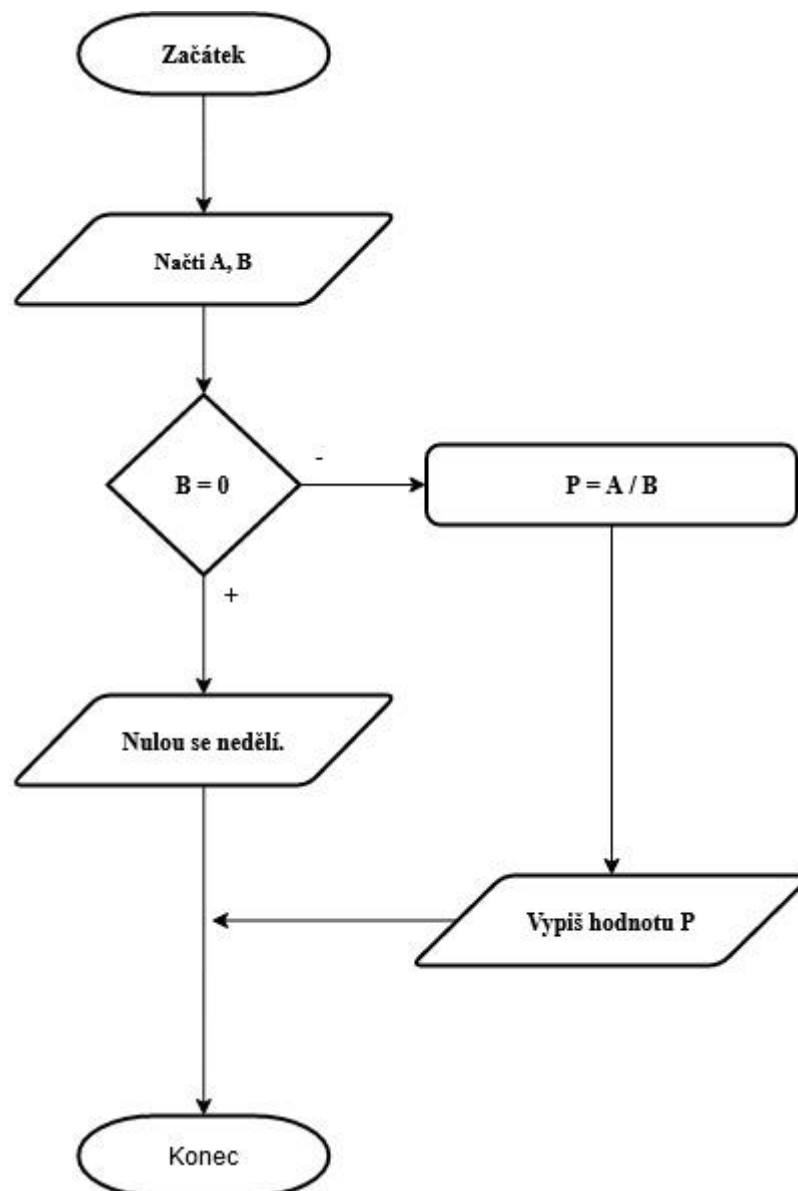 Začátek
Načti A, B
B = 0
-
P = A / B
+
Nulou se nedělí.
Vypiš hodnotu P
Konec